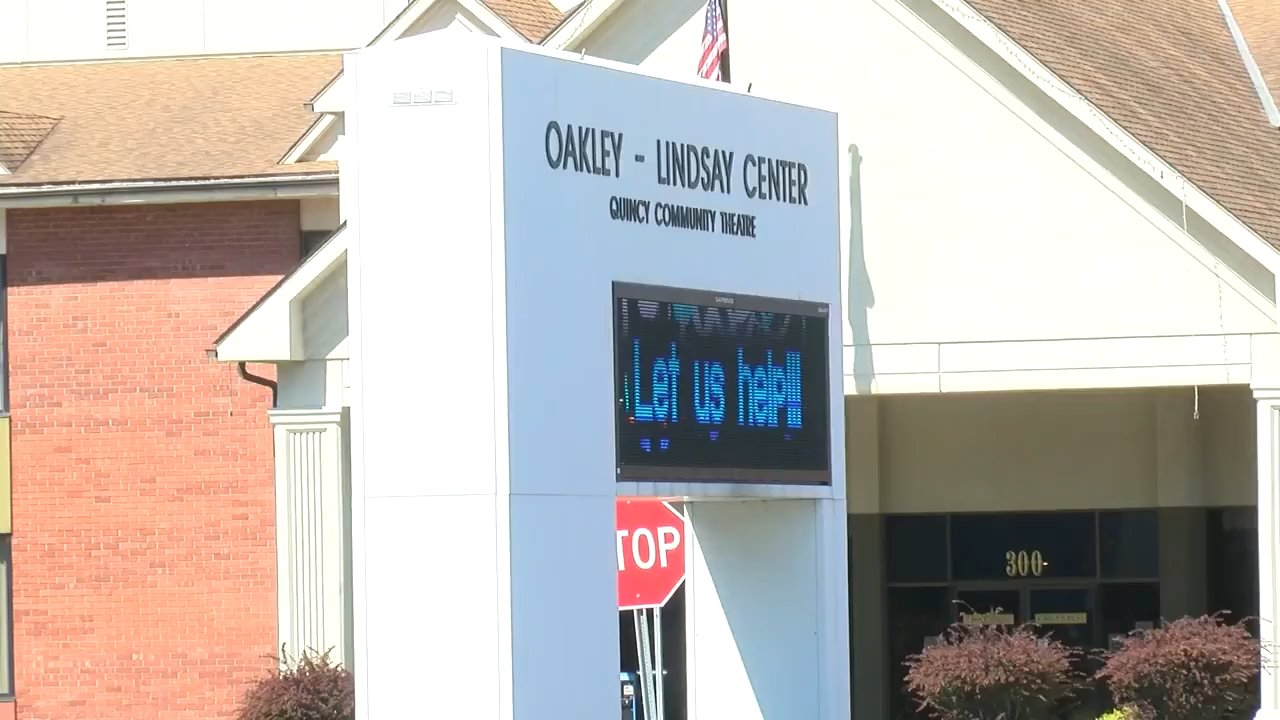 OAKLEY - LINDSAY CENTER
QUINCY COMMUNITY THEATRE
Let us help!!!
TOP
300